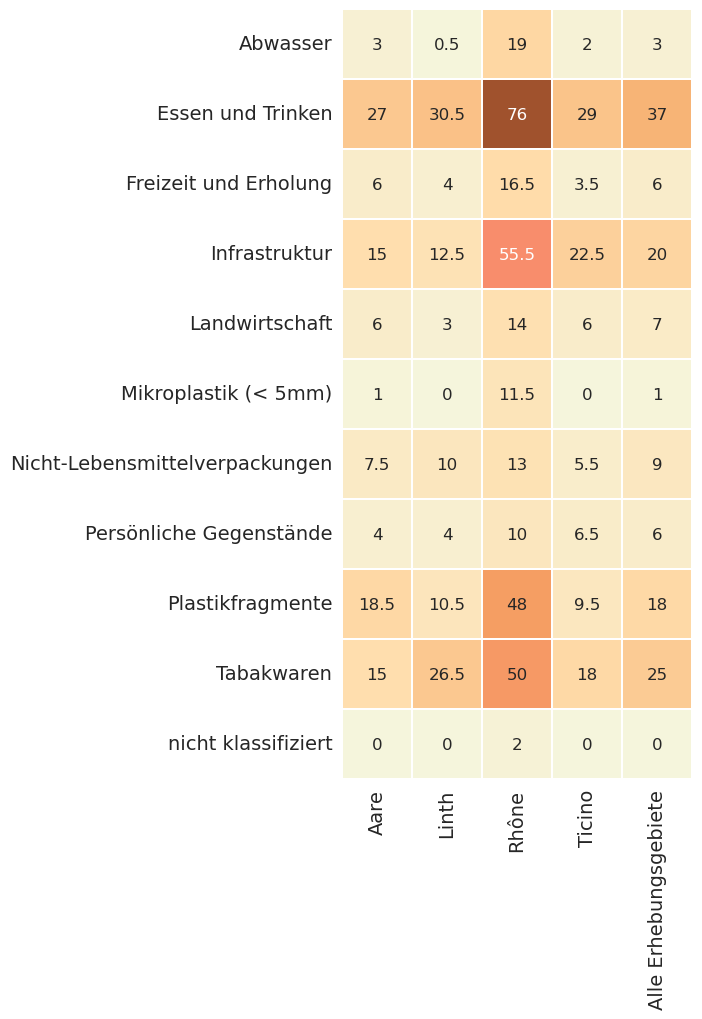 Abwasser 3 0.5 19 2 3
Essen und Trinken 27 30.5 76 29 37
Freizeit und Erholung 6 4 16.5 3.5 6
Infrastruktur 15 12.5 55.5 22.5 20
Landwirtschaft 6 3 14 6 7
Mikroplastik (< 5mm) 1 0 11.5 0 1
Nicht-Lebensmittelverpackungen 7.5 10 13 5.5 9
Persönliche Gegenstände 4 4 10 6.5 6
Plastikfragmente 18.5 10.5 48 9.5 18
Tabakwaren 15 26.5 50 18 25
nicht klassifiziert 0 0 2 0 0
Aare
Linth
Rhône
Ticino
Alle Erhebungsgebiete